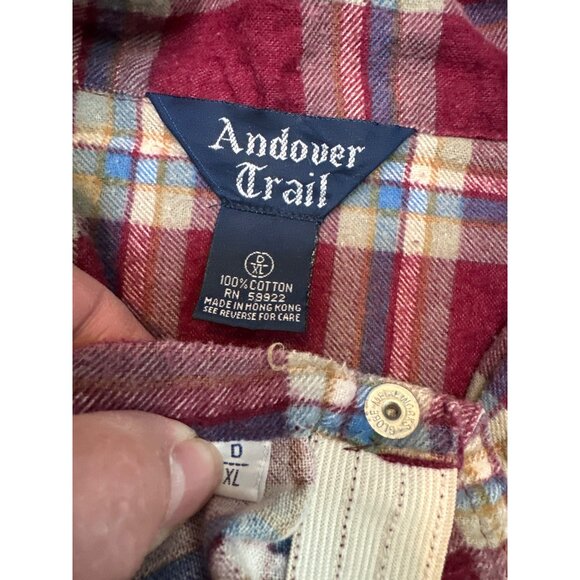 Andover
Trail
D
XL
100% COTTON
RN 59922
MADE IN HONG KONG
SEE REVERSE FOR CARE
D
XL